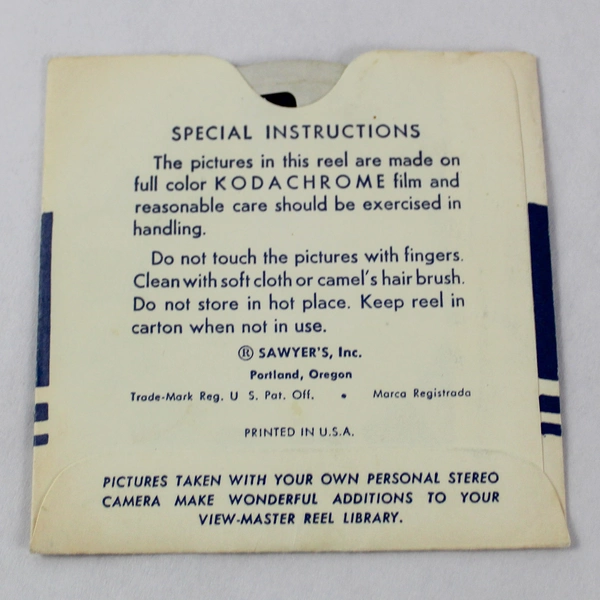 SPECIAL INSTRUCTIONS
The pictures in this reel are made on
full color KODACHROME film and
reasonable care should be exercised in
handling.
Do not touch the pictures with fingers.
Clean with soft cloth or camel's hair brush.
Do not store in hot place. Keep reel in
carton when not in use.
® SAWYER'S, Inc.
Portland, Oregon
Trade-Mark Reg. U S. Pat. Off. • Marca Registrada
PRINTED IN U.S.A.
PICTURES TAKEN WITH YOUR OWN PERSONAL STEREO
CAMERA MAKE WONDERFUL ADDITIONS TO YOUR
VIEW-MASTER REEL LIBRARY.